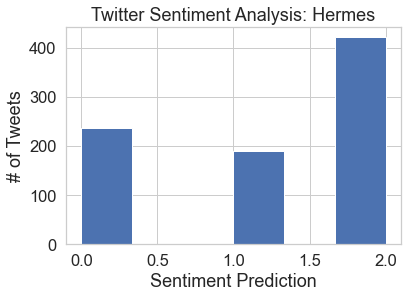 Twitter Sentiment Analysis: Hermes
# of Tweets
400
300
200
100
0
0.0 0.5 1.0 1.5 2.0
Sentiment Prediction